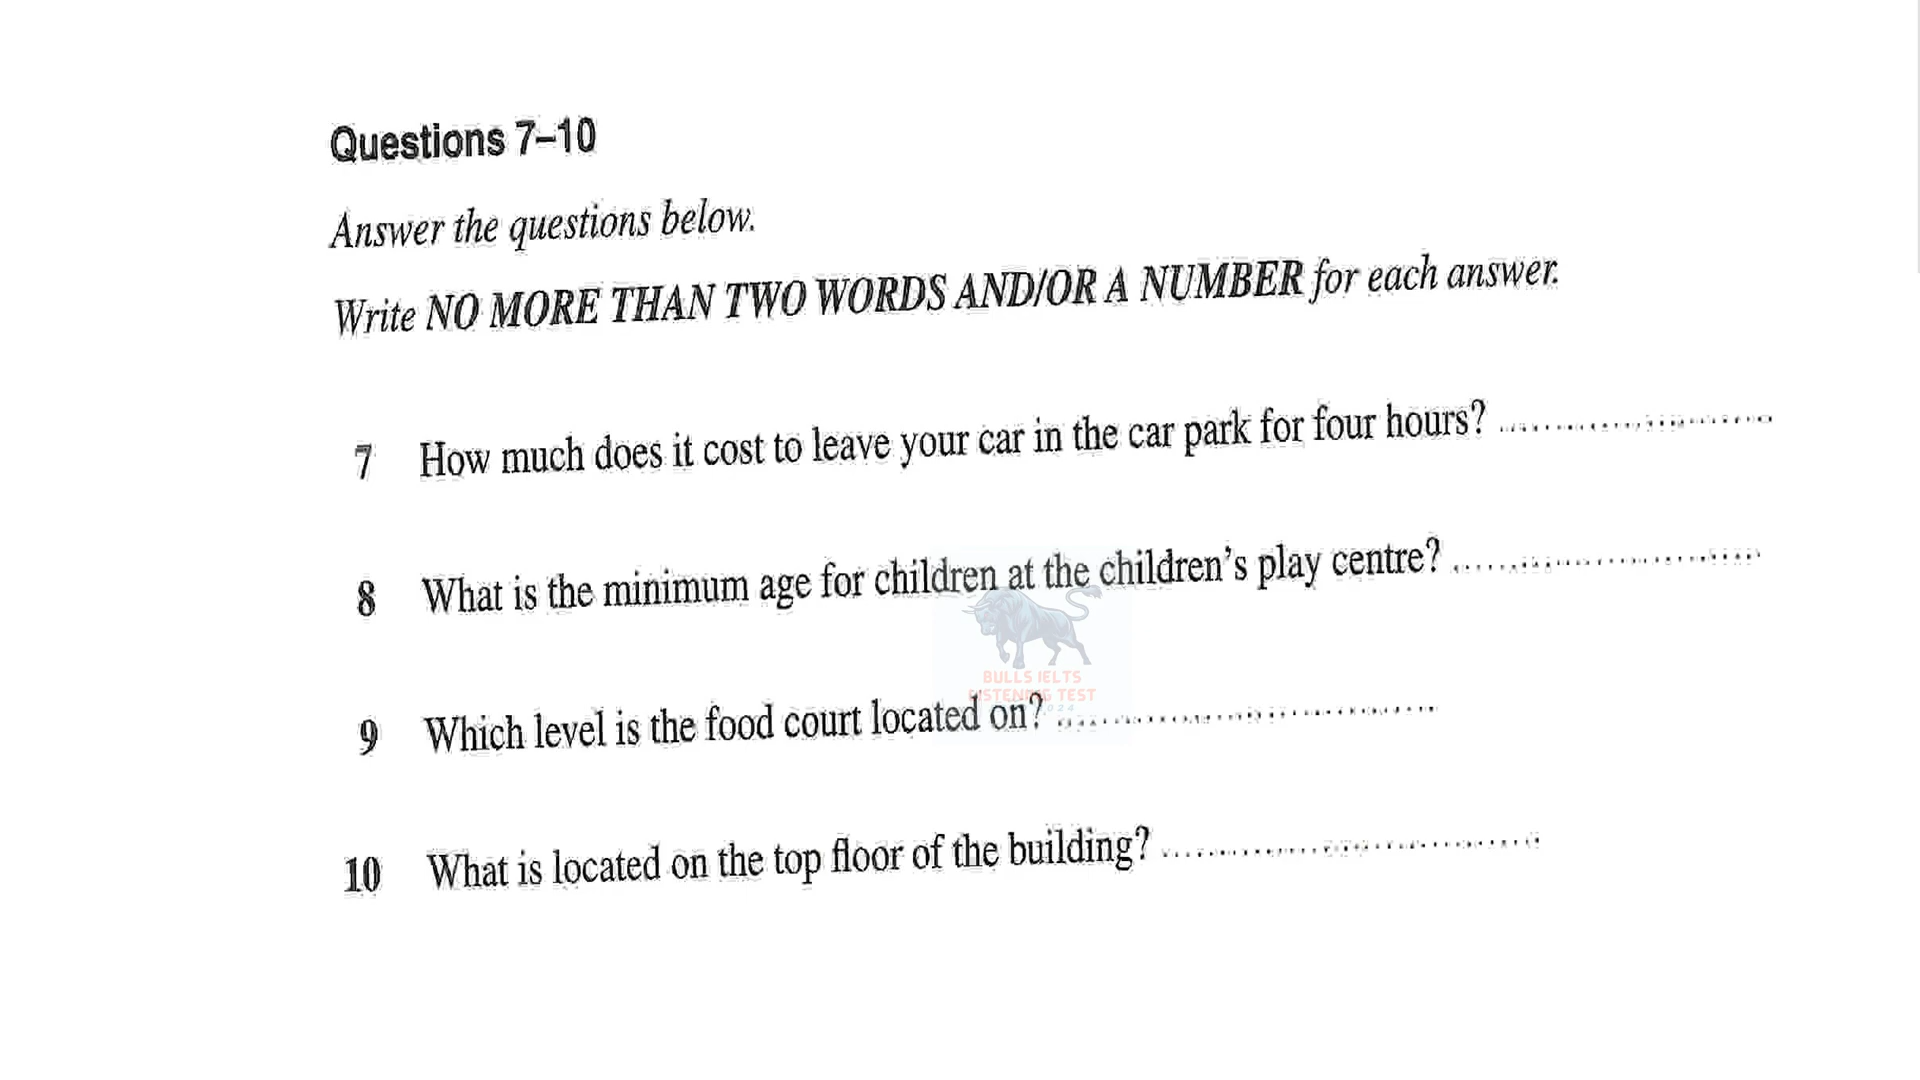 Questions 7–10
Answer the questions below.
Write NO MORE THAN TWO WORDS AND/OR A NUMBER for each answer.
7 How much does it cost to leave your car in the car park for four hours? ..............................
8 What is the minimum age for children at the children's play centre? ..............................
BULLS IELTS
LISTENING TEST
2024
9 Which level is the food court located on? ..............................
10 What is located on the top floor of the building? ..............................